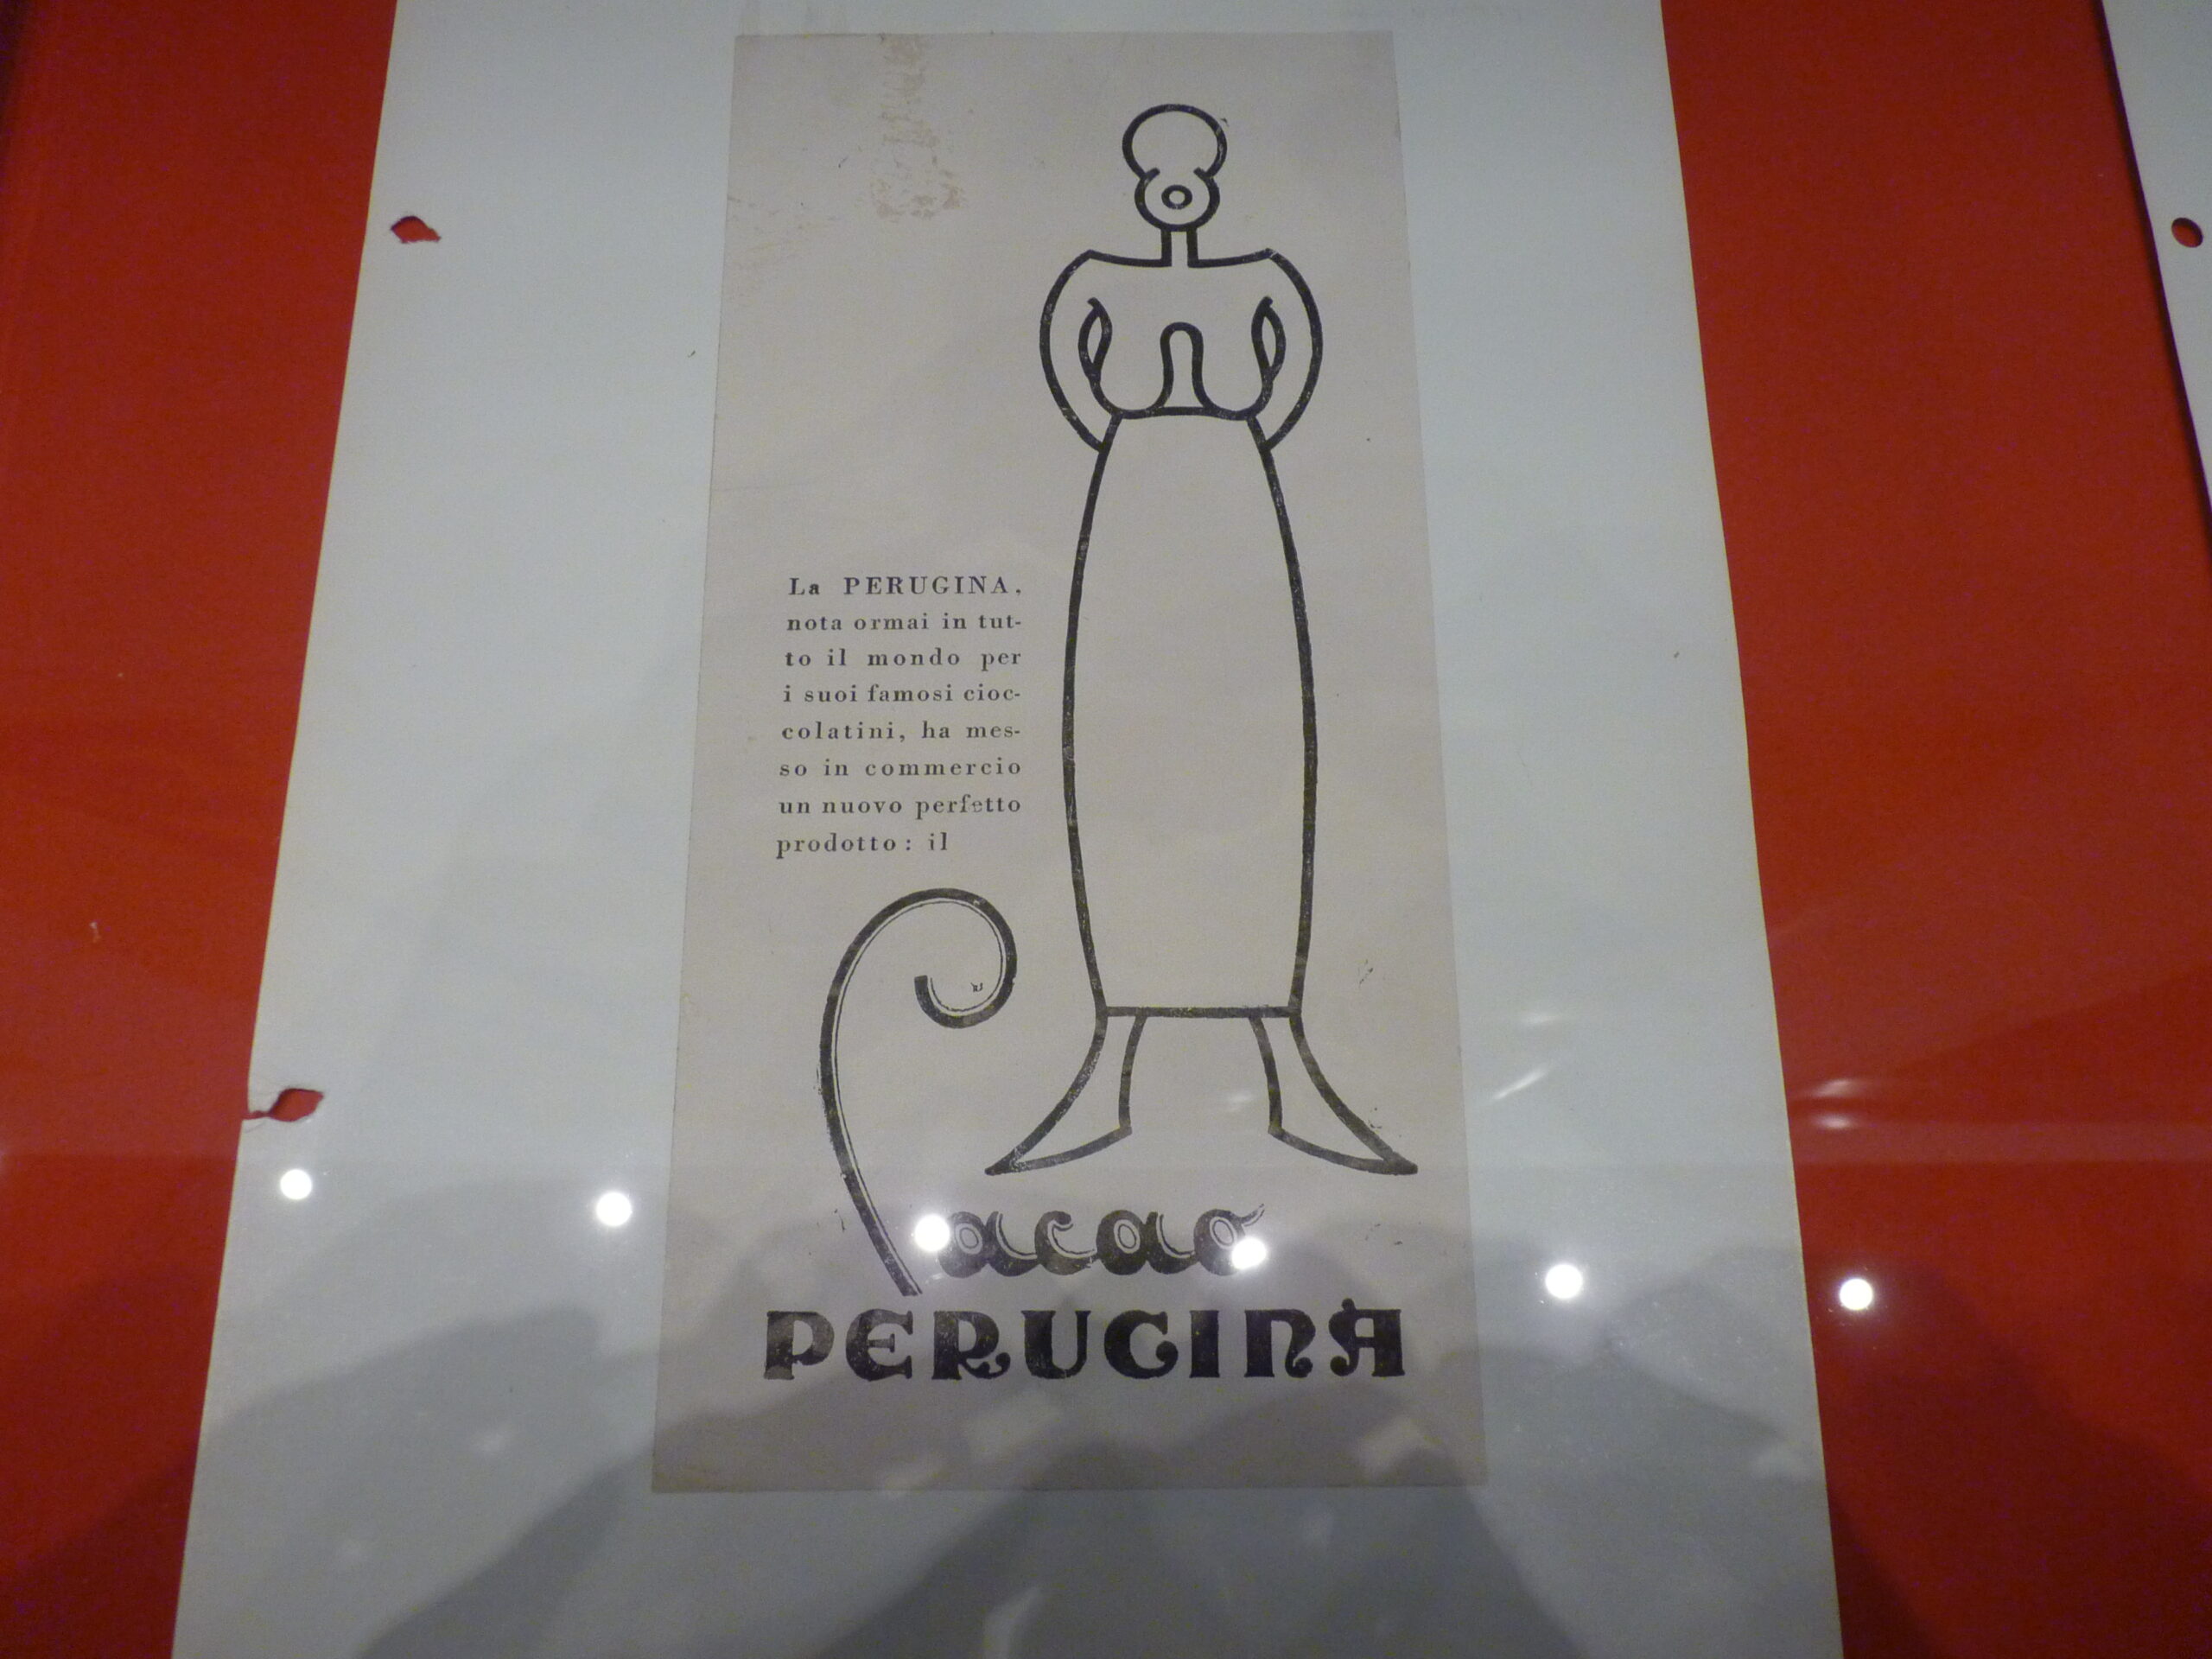 La PERUGINA,
nota ormai in tut-
to il mondo per
i suoi famosi cioc-
colatini, ha mes-
so in commercio
un nuovo perfetto
prodotto: il
Cacao
PERUGINA